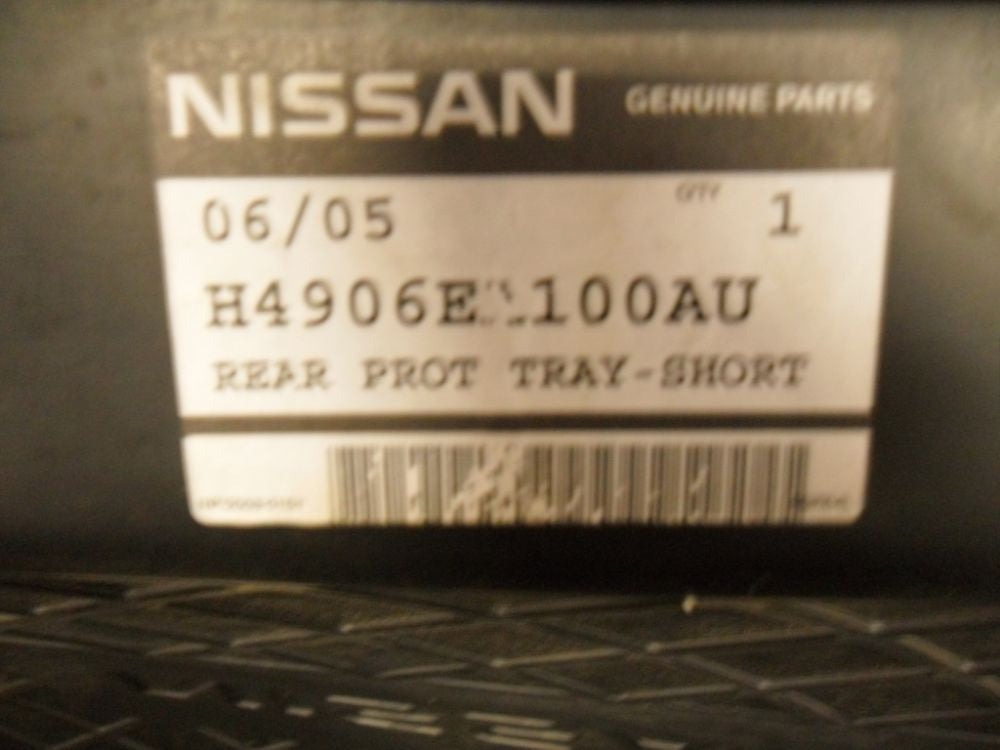 NISSAN GENUINE PARTS
06/05 QTY 1
REAR PROT TRAY-SHORT